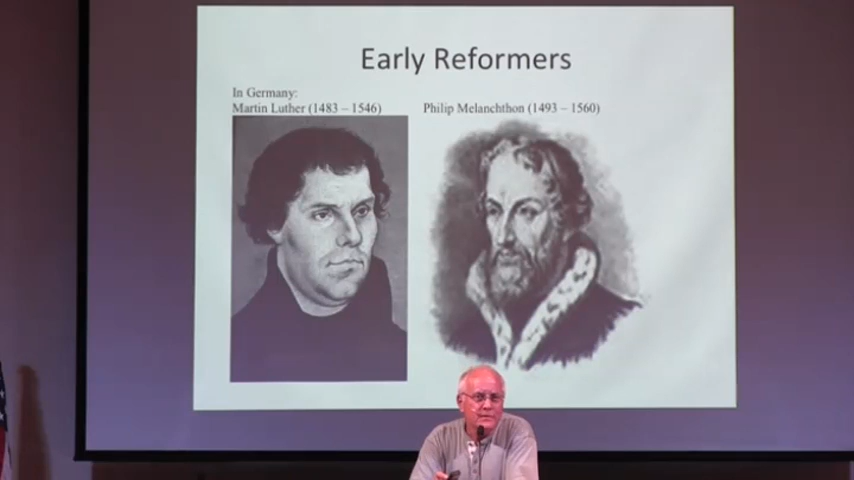 Early Reformers
In Germany:
Martin Luther (1483 – 1546)
Philip Melanchthon (1493 – 1560)